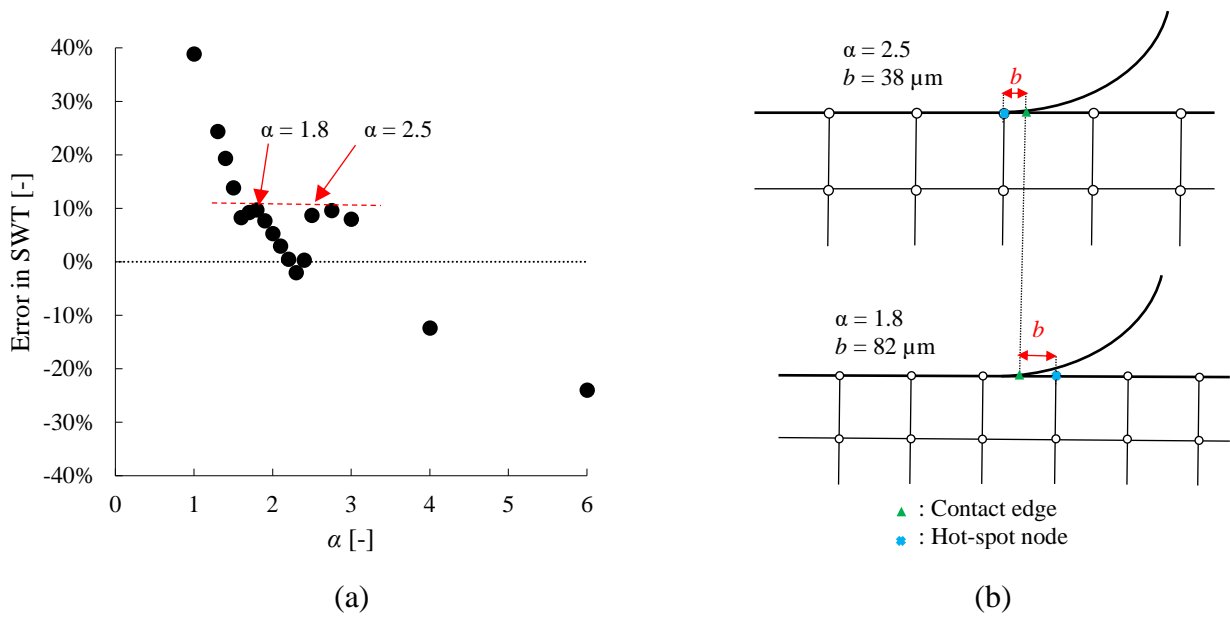 40%
30%
20%
10%
0%
-10%
-20%
-30%
-40%
Error in SWT [-]
α = 1.8
α = 2.5
0 1 2 3 4 5 6
α [-]
(a)
α = 2.5
b = 38 µm
b
α = 1.8
b = 82 µm
b
: Contact edge
: Hot-spot node
(b)